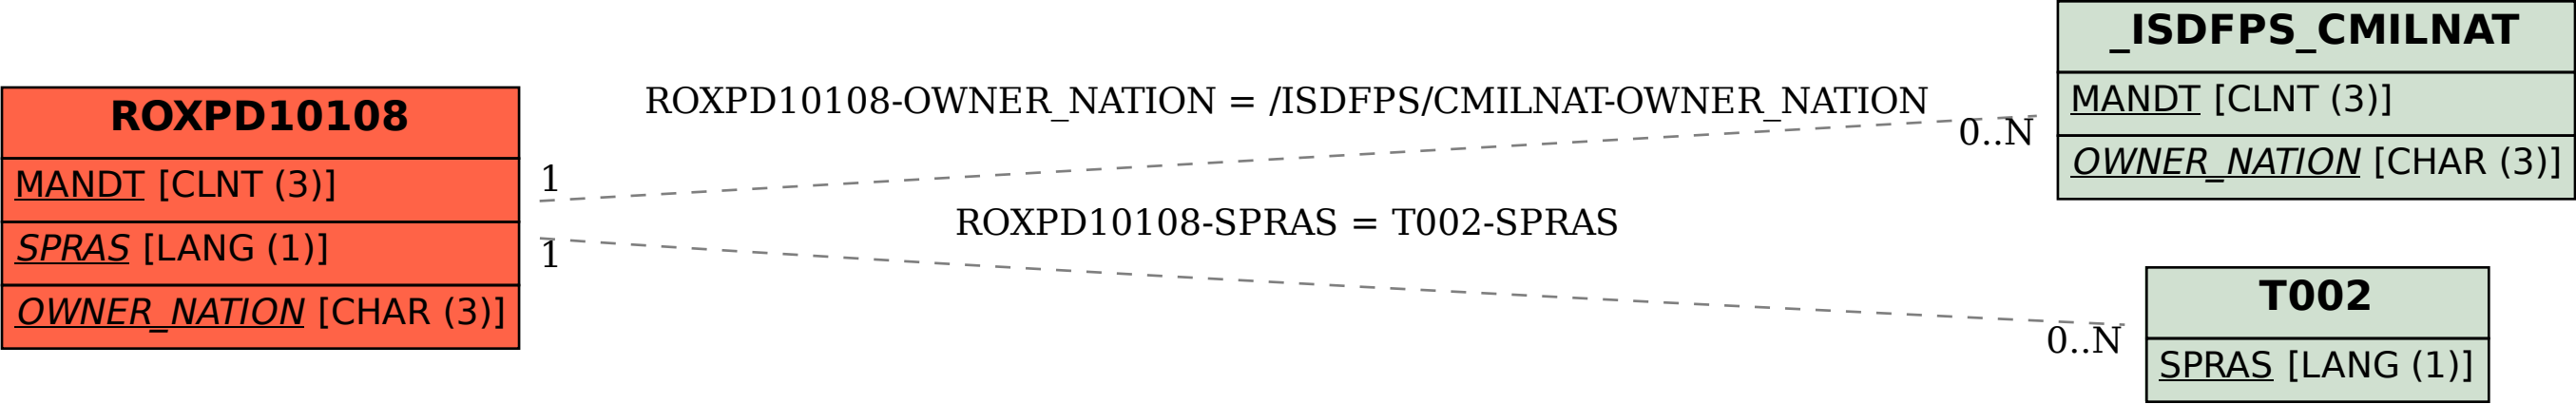 ROXPD10108
MANDT [CLNT (3)]
SPRAS [LANG (1)]
OWNER_NATION [CHAR (3)]
ROXPD10108-OWNER_NATION = /ISDFPS/CMILNAT-OWNER_NATION
1
0..N
ROXPD10108-SPRAS = T002-SPRAS
1
0..N
_ISDFPS_CMILNAT
MANDT [CLNT (3)]
OWNER_NATION [CHAR (3)]
T002
SPRAS [LANG (1)]